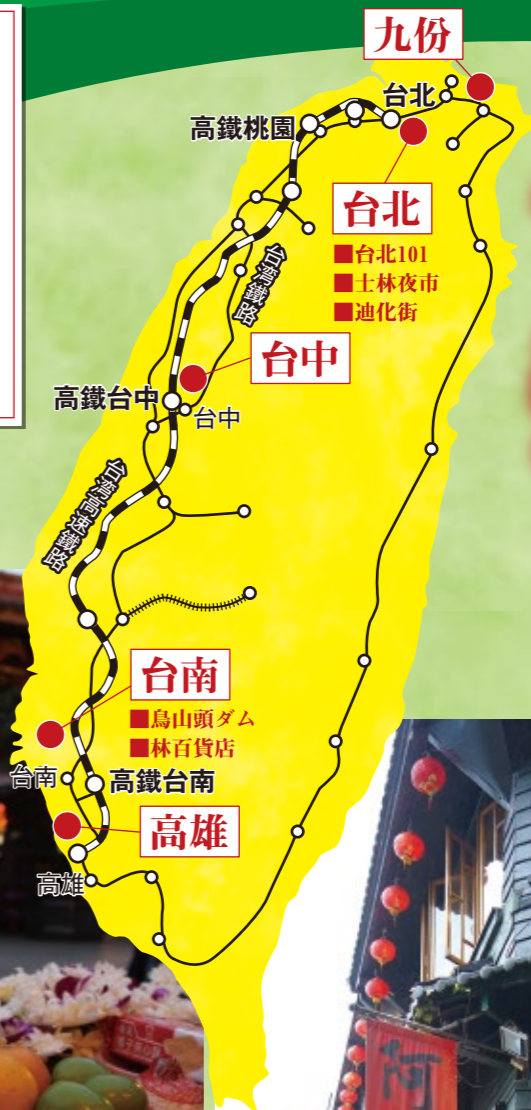 九份
台北
高鐵桃園
台北
■台北101
■士林夜市
■迪化街
台湾鐵路
台中
高鐵台中
台中
台湾高速鐵路
台南
■烏山頭ダム
■林百貨店
台南
高鐵台南
高雄
高雄
阿